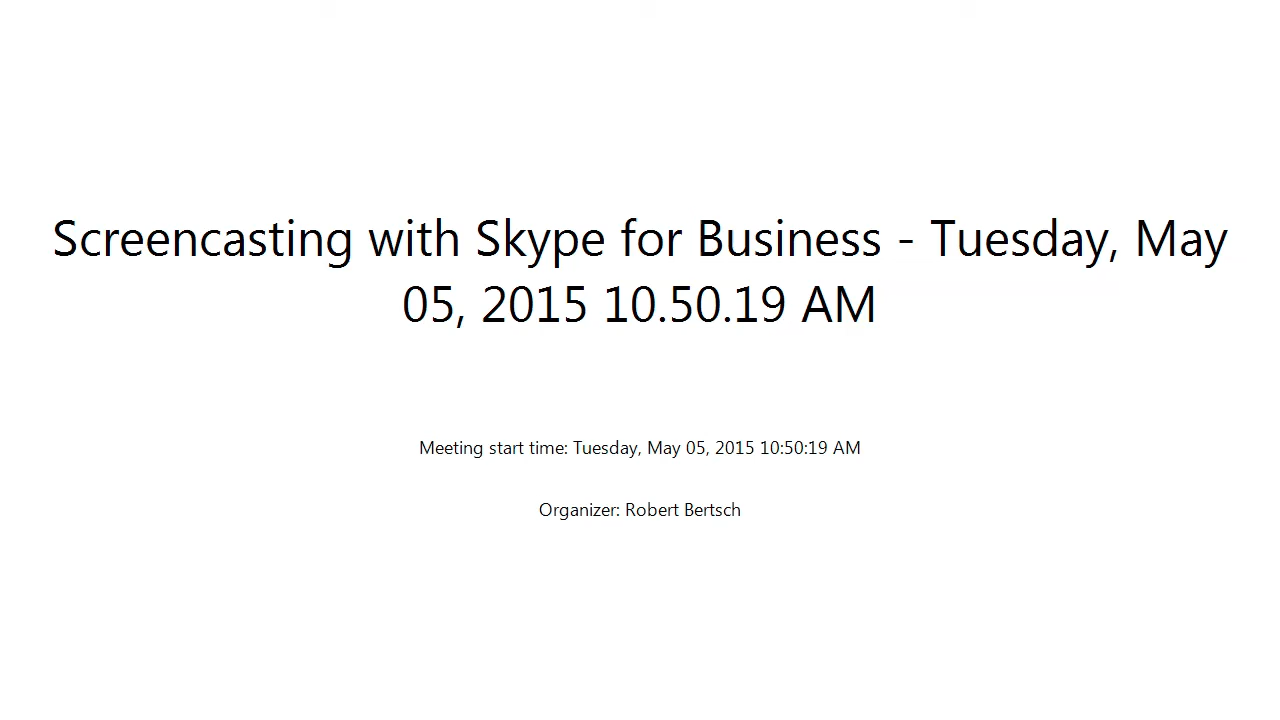 Screencasting with Skype for Business - Tuesday, May
05, 2015 10.50.19 AM
Meeting start time: Tuesday, May 05, 2015 10:50:19 AM
Organizer: Robert Bertsch